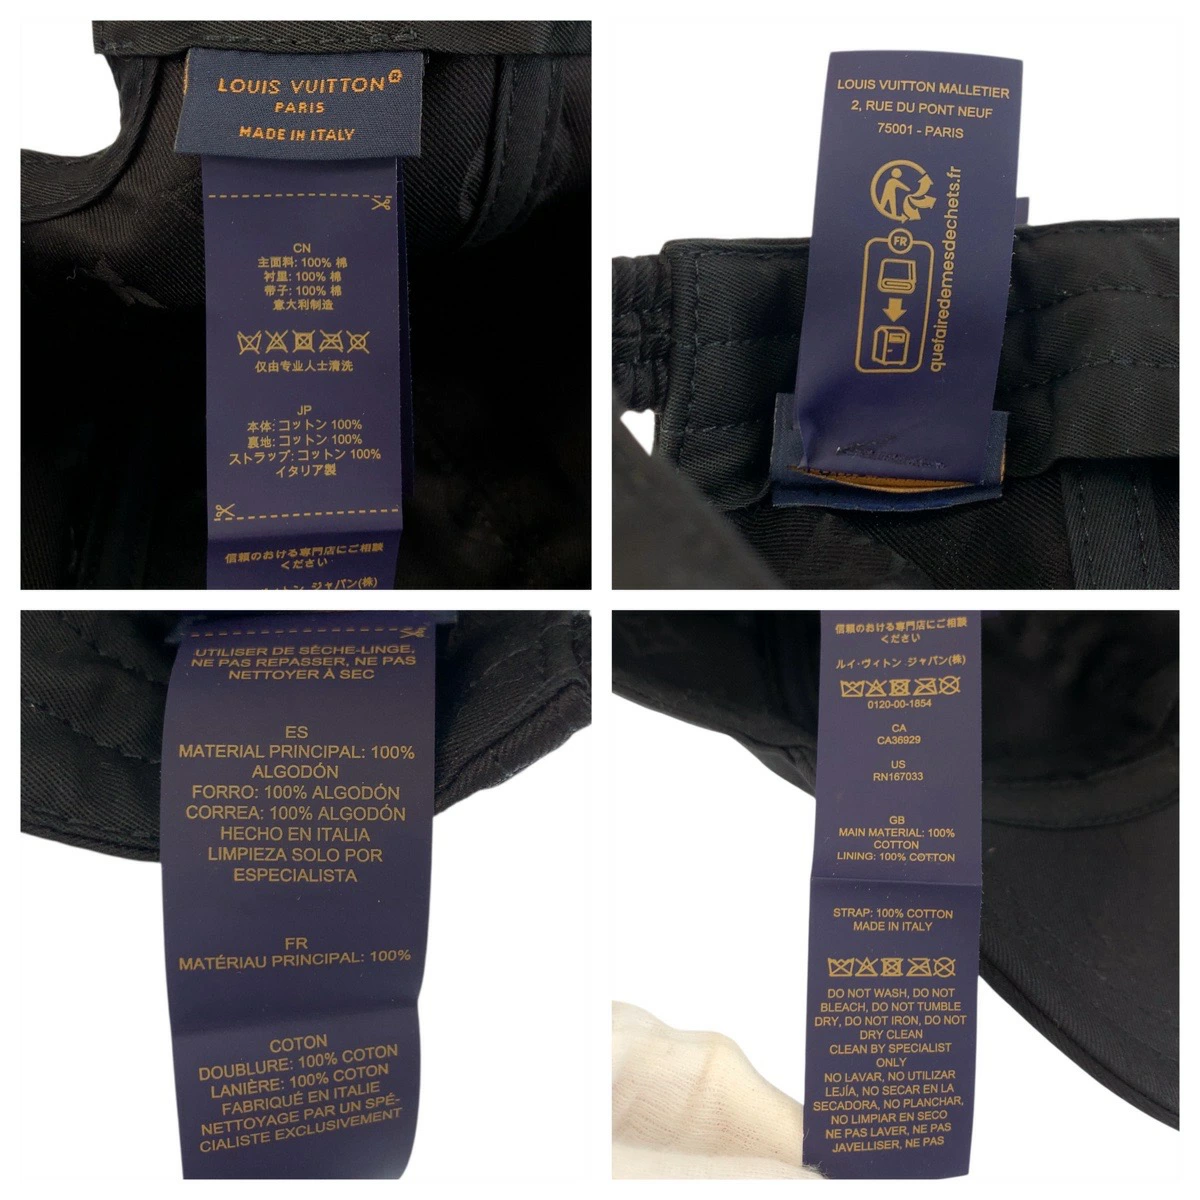 LOUIS VUITTON®
PARIS
MADE IN ITALY
CN
主面料: 100% 棉
衬里: 100% 棉
带子: 100% 棉
意大利制造
仅由专业人士清洗
JP
本体: コットン 100%
裏地: コットン 100%
ストラップ: コットン 100%
イタリア製
信頼のおける専門店にご相談
ください
ルイ・ヴィトン ジャパン(株)
LOUIS VUITTON MALLETIER
2, RUE DU PONT NEUF
75001 - PARIS
FR
quefairedemesdechets.fr
UTILISER DE SÈCHE-LINGE,
NE PAS REPASSER, NE PAS
NETTOYER À SEC
ES
MATERIAL PRINCIPAL: 100%
ALGODÓN
FORRO: 100% ALGODÓN
CORREA: 100% ALGODÓN
HECHO EN ITALIA
LIMPIEZA SOLO POR
ESPECIALISTA
FR
MATÉRIAU PRINCIPAL: 100%
COTON
DOUBLURE: 100% COTON
LANIÈRE: 100% COTON
FABRIQUÉ EN ITALIE
NETTOYAGE PAR UN SPÉ-
CIALISTE EXCLUSIVEMENT
信頼のおける専門店にご相談
ください
ルイ・ヴィトン ジャパン(株)
0120-00-1854
CA
CA36929
US
RN167033
GB
MAIN MATERIAL: 100%
COTTON
LINING: 100% COTTON
STRAP: 100% COTTON
MADE IN ITALY
DO NOT WASH, DO NOT
BLEACH, DO NOT TUMBLE
DRY, DO NOT IRON, DO NOT
DRY CLEAN
CLEAN BY SPECIALIST
ONLY
NO LAVAR, NO UTILIZAR
LEJÍA, NO SECAR EN LA
SECADORA, NO PLANCHAR,
NO LIMPIAR EN SECO
NE PAS LAVER, NE PAS
JAVELLISER, NE PAS